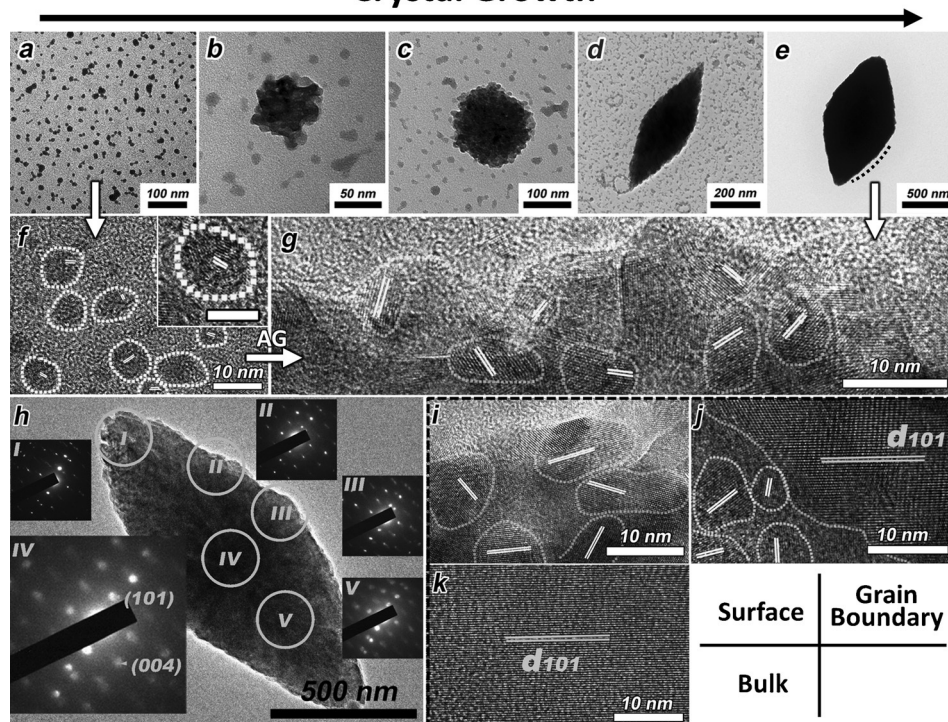 Crystal Growth
a
b
c
d
e
100 nm
50 nm
100 nm
200 nm
500 nm
f
g
AG
10 nm
10 nm
h
I
II
III
IV
V
I
II
III
IV
V
(101)
(004)
500 nm
i
10 nm
j
d101
10 nm
k
d101
10 nm
Surface
Grain
Boundary
Bulk